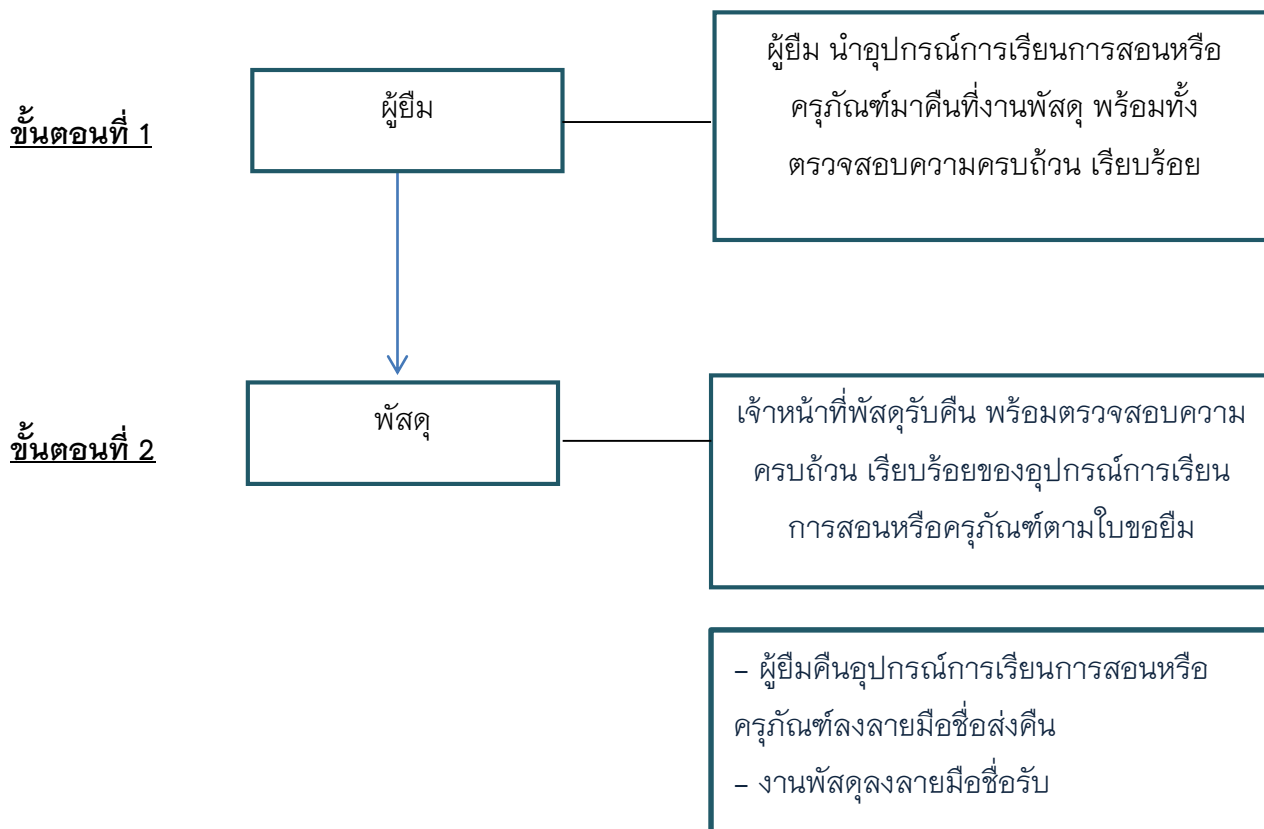 ขั้นตอนที่ 1
ผู้ยืม
ผู้ยืม นำอุปกรณ์การเรียนการสอนหรือ
ครุภัณฑ์มาคืนที่งานพัสดุ พร้อมทั้ง
ตรวจสอบความครบถ้วน เรียบร้อย
ขั้นตอนที่ 2
พัสดุ
เจ้าหน้าที่พัสดุรับคืน พร้อมตรวจสอบความ
ครบถ้วน เรียบร้อยของอุปกรณ์การเรียน
การสอนหรือครุภัณฑ์ตามใบขอยืม
– ผู้ยืมคืนอุปกรณ์การเรียนการสอนหรือ
ครุภัณฑ์ลงลายมือชื่อส่งคืน
– งานพัสดุลงลายมือชื่อรับ